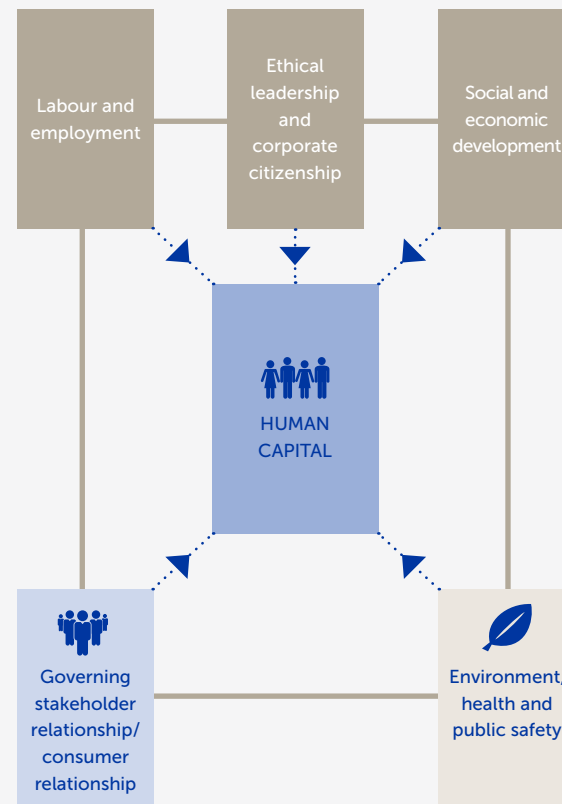 Labour and
employment
Ethical
leadership
and
corporate
citizenship
Social and
economic
development
HUMAN
CAPITAL
Governing
stakeholder
relationship/
consumer
relationship
Environment,
health and
public safety